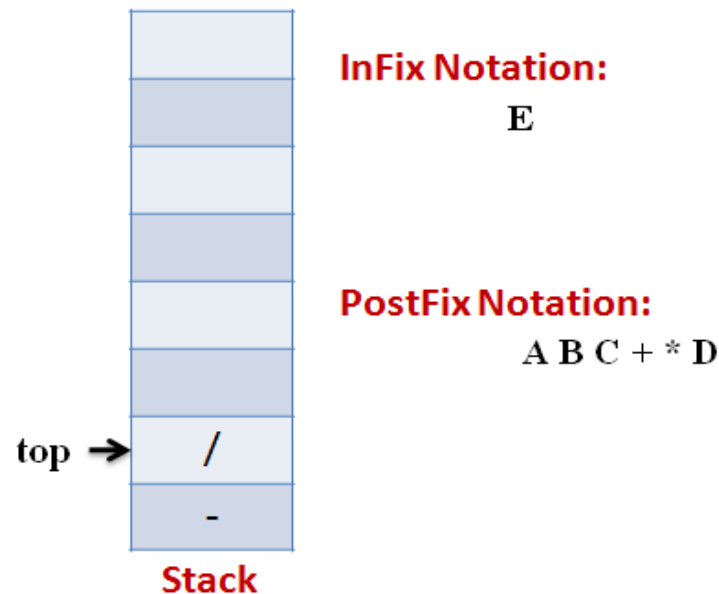 InFix Notation:
E
PostFix Notation:
A B C + * D
top
/
-
Stack